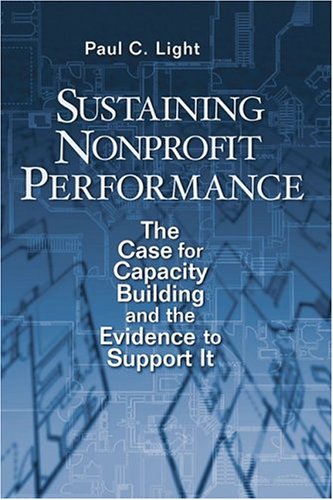 Paul C. Light
SUSTAINING
NONPROFIT
PERFORMANCE
The
Case for
Capacity
Building
and the
Evidence to
Support It